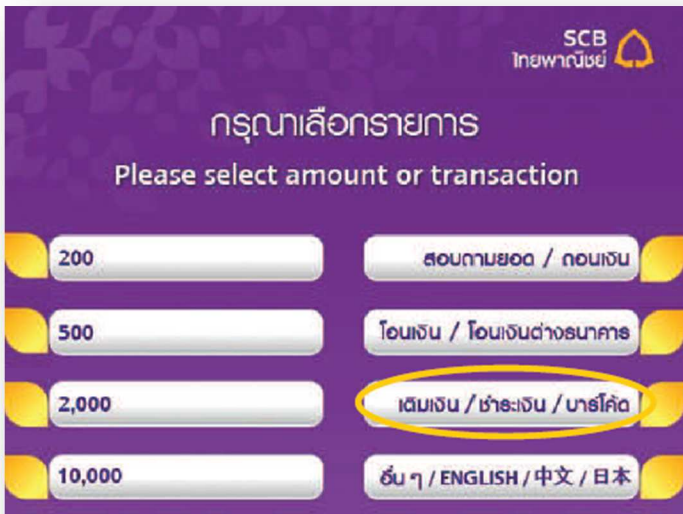 SCB
ไทยพาณิชย์
กรุณาเลือกรายการ
Please select amount or transaction
200
สอบถามยอด / ถอนเงิน
500
โอนเงิน / โอนเงินต่างธนาคาร
2,000
เติมเงิน / ชำระเงิน / บาร์โค้ด
10,000
อื่น ๆ / ENGLISH / 中文 / 日本